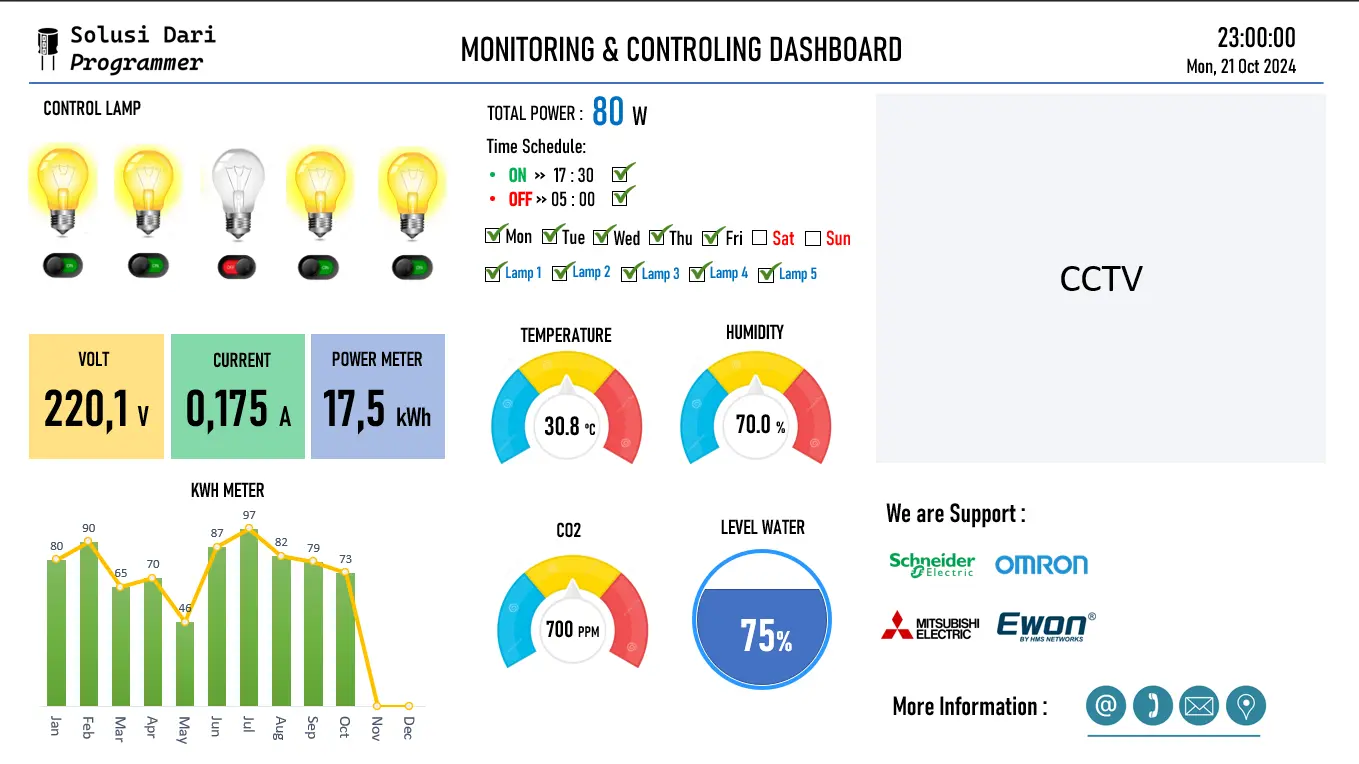 Solusi Dari
Programmer
MONITORING & CONTROLING DASHBOARD
23:00:00
Mon, 21 Oct 2024
CONTROL LAMP
ON
ON
OFF
ON
ON
TOTAL POWER : 80 W
Time Schedule:
• ON >> 17 : 30
• OFF >> 05 : 00
Mon Tue Wed Thu Fri Sat Sun
Lamp 1 Lamp 2 Lamp 3 Lamp 4 Lamp 5
CCTV
VOLT
220,1 V
CURRENT
0,175 A
POWER METER
17,5 kWh
TEMPERATURE
30.8 °C
HUMIDITY
70.0 %
KWH METER
80
90
65
70
46
87
97
82
79
73
Jan
Feb
Mar
Apr
May
Jun
Jul
Aug
Sep
Oct
Nov
Dec
CO2
700 PPM
LEVEL WATER
75%
We are Support :
Schneider
Electric
OMRON
MITSUBISHI
ELECTRIC
Ewon®
BY HMS NETWORKS
More Information :
@